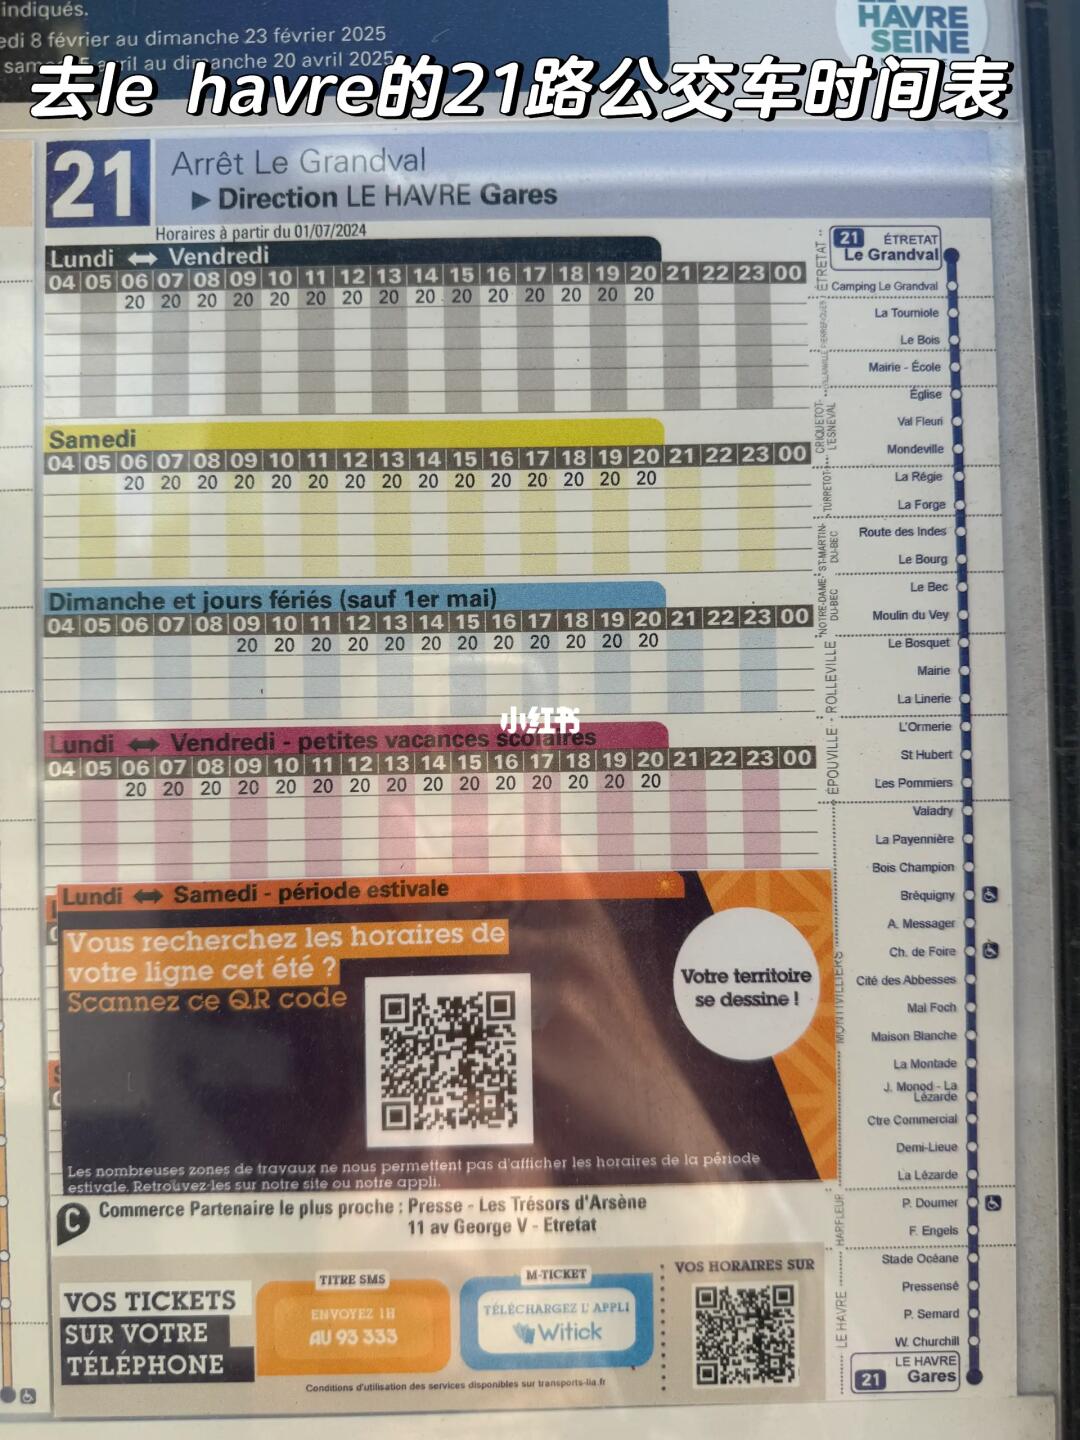 indiqués.
edi 8 février au dimanche 23 février 2025
avril au dimanche 20 avril 2025
HAVRE
SEINE
去le havre的21路公交车时间表
21
Arrêt Le Grandval
► Direction LE HAVRE Gares
Horaires à partir du 01/07/2024
Lundi ↔ Vendredi
04 05 06 07 08 09 10 11 12 13 14 15 16 17 18 19 20 21 22 23 00
20 20 20 20 20 20 20 20 20 20 20 20 20 20 20
Samedi
04 05 06 07 08 09 10 11 12 13 14 15 16 17 18 19 20 21 22 23 00
20 20 20 20 20 20 20 20 20 20 20 20 20 20 20
Dimanche et jours fériés (sauf 1er mai)
04 05 06 07 08 09 10 11 12 13 14 15 16 17 18 19 20 21 22 23 00
20 20 20 20 20 20 20 20 20 20 20 20
小红书
Lundi ↔ Vendredi - petites vacances scolaires
04 05 06 07 08 09 10 11 12 13 14 15 16 17 18 19 20 21 22 23 00
20 20 20 20 20 20 20 20 20 20 20 20 20 20 20
Lundi ↔ Samedi - période estivale
Vous recherchez les horaires de
votre ligne cet été ?
Scannez ce QR code
Votre territoire
se dessine !
Les nombreuses zones de travaux ne nous permettent pas d'afficher les horaires de la période
estivale. Retrouvez-les sur notre site ou notre appli.
C
Commerce Partenaire le plus proche : Presse - Les Trésors d'Arsène
11 av George V - Etretat
VOS TICKETS
SUR VOTRE
TÉLÉPHONE
TITRE SMS
ENVOYEZ 1H
AU 93 333
M-TICKET
TÉLÉCHARGEZ L'APPLI
Witick
VOS HORAIRES SUR
Conditions d'utilisation des services disponibles sur transports-lia.fr
ÉTRETAT
CRIQUETOT-
L'ESNEVAL
TURRETOT
ST-MARTIN-
DU-BEC
NOTRE-DAME-
DU-BEC
ROLLEVILLE
ÉPOUVILLE
MONTIVILLIERS
HARFLEUR
LE HAVRE
21 ÉTRETAT
Le Grandval
Camping Le Grandval
La Tourniole
Le Bois
Mairie - École
Église
Val Fleuri
Mondeville
La Régie
La Forge
Route des Indes
Le Bourg
Le Bec
Moulin du Vey
Le Bosquet
Mairie
La Linerie
L'Ormerie
St Hubert
Les Pommiers
Valadry
La Payennière
Bois Champion
Bréquigny
A. Messager
Ch. de Foire
Cité des Abbesses
Mal Foch
Maison Blanche
La Montade
J. Monod - La
Lézarde
Ctre Commercial
Demi-Lieue
La Lézarde
P. Doumer
F. Engels
Stade Océane
Pressensé
P. Semard
W. Churchill
LE HAVRE
21 Gares